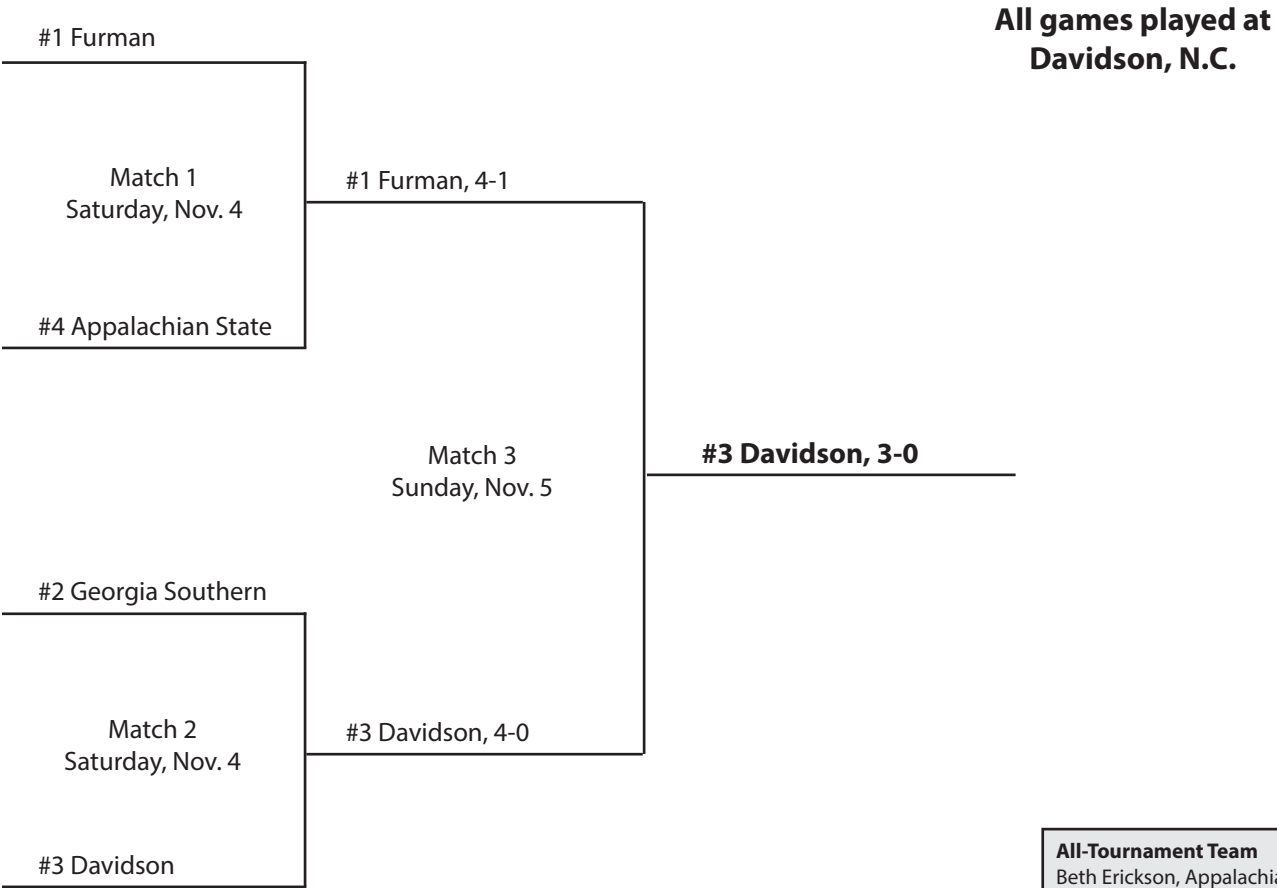 All games played at
Davidson, N.C.
#1 Furman
Match 1
Saturday, Nov. 4
#1 Furman, 4-1
#4 Appalachian State
Match 3
Sunday, Nov. 5
#3 Davidson, 3-0
#2 Georgia Southern
Match 2
Saturday, Nov. 4
#3 Davidson, 4-0
#3 Davidson
All-Tournament Team
Beth Erickson,